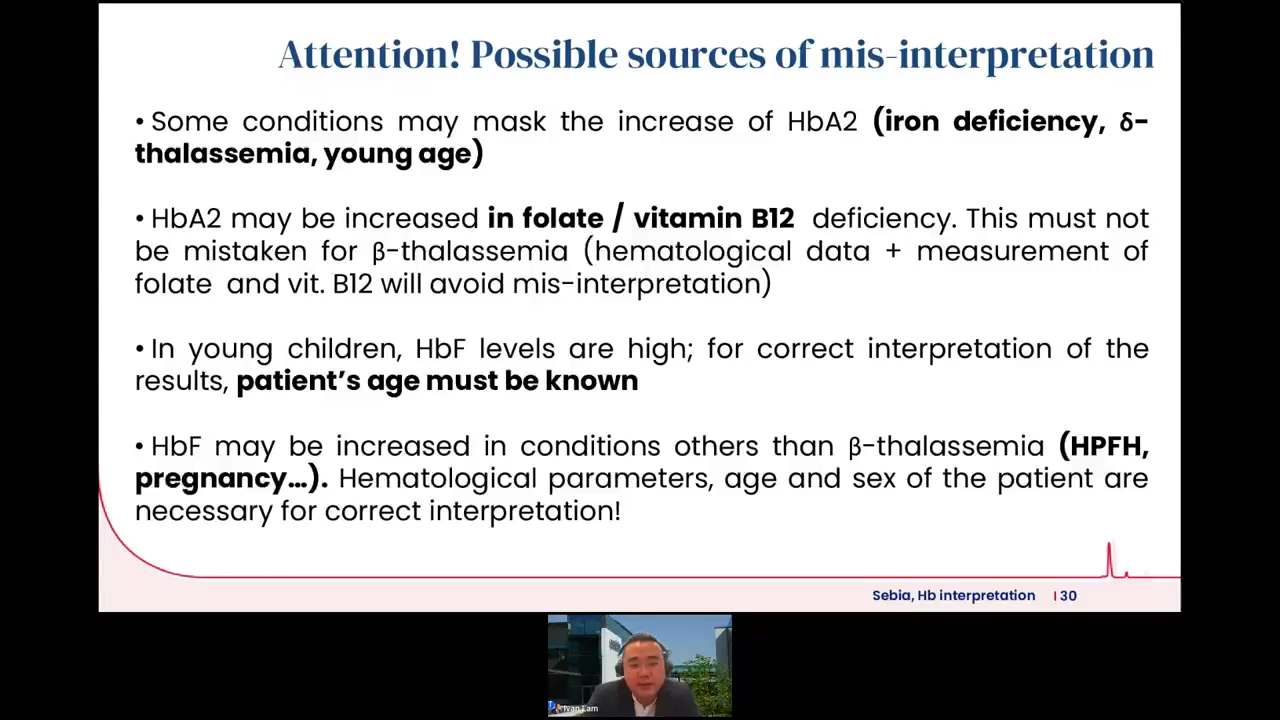 Attention! Possible sources of mis-interpretation
• Some conditions may mask the increase of HbA2 (iron deficiency, δ-
thalassemia, young age)
• HbA2 may be increased in folate / vitamin B12 deficiency. This must not
be mistaken for β-thalassemia (hematological data + measurement of
folate and vit. B12 will avoid mis-interpretation)
• In young children, HbF levels are high; for correct interpretation of the
results, patient's age must be known
• HbF may be increased in conditions others than β-thalassemia (HPFH,
pregnancy...). Hematological parameters, age and sex of the patient are
necessary for correct interpretation!
Sebia, Hb interpretation | 30
Ivan Lam